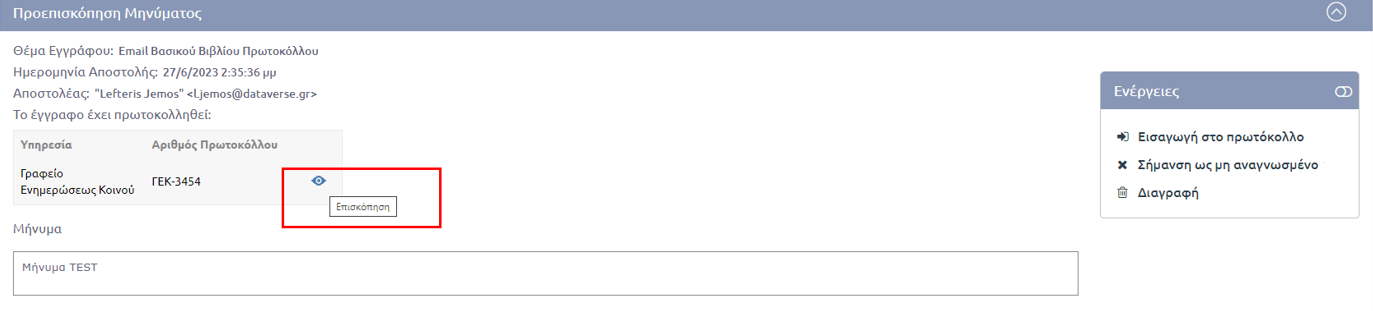 Προεπισκόπηση Μηνύματος
Θέμα Εγγράφου: Email Βασικού Βιβλίου Πρωτοκόλλου
Ημερομηνία Αποστολής: 27/6/2023 2:35:36 μμ
Αποστολέας: "Lefteris Jemos" <l.jemos@dataverse.gr>
Το έγγραφο έχει πρωτοκολληθεί:
Υπηρεσία Αριθμός Πρωτοκόλλου
Γραφείο
Ενημερώσεως Κοινού ΓΕΚ-3454
Επισκόπηση
Μήνυμα
Μήνυμα TEST
Ενέργειες
Εισαγωγή στο πρωτόκολλο
Σήμανση ως μη αναγνωσμένο
Διαγραφή